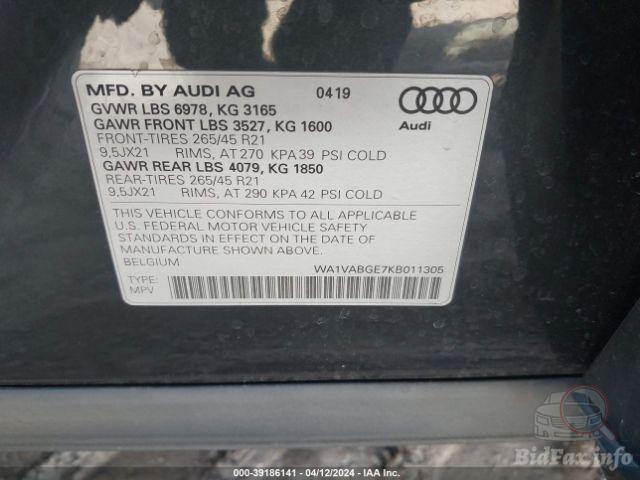 MFD. BY AUDI AG 0419
GVWR LBS 6978, KG 3165
GAWR FRONT LBS 3527, KG 1600
FRONT-TIRES 265/45 R21
9,5JX21 RIMS, AT 270 KPA 39 PSI COLD
GAWR REAR LBS 4079, KG 1850
REAR-TIRES 265/45 R21
9,5JX21 RIMS, AT 290 KPA 42 PSI COLD
Audi
THIS VEHICLE CONFORMS TO ALL APPLICABLE
U.S. FEDERAL MOTOR VEHICLE SAFETY
STANDARDS IN EFFECT ON THE DATE OF
MANUFACTURE SHOWN ABOVE.
BELGIUM WA1VABGE7KB011305
TYPE:
MPV
BidFax.info
000-39186141 - 04/12/2024 - IAA Inc.